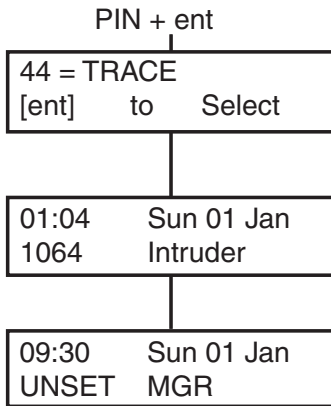 PIN + ent
44 = TRACE
[ent] to Select
01:04 Sun 01 Jan
1064 Intruder
09:30 Sun 01 Jan
UNSET MGR